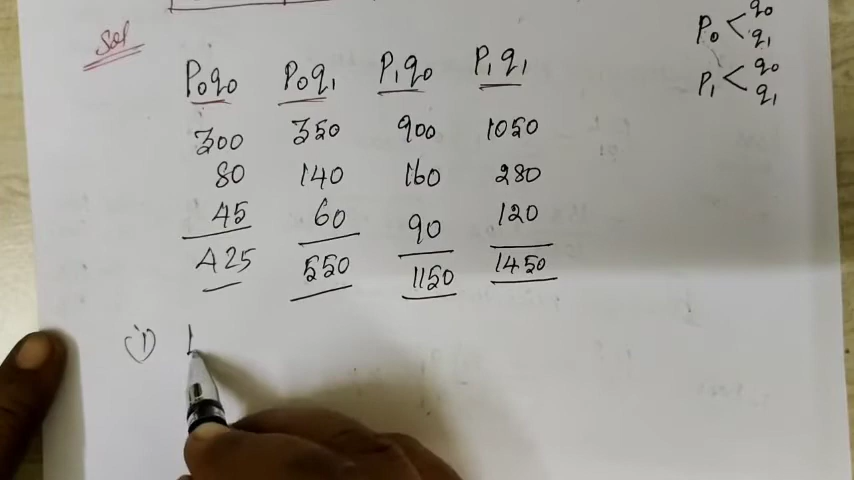 Sol
P₀q₀ P₀q₁ P₁q₀ P₁q₁
300 350 900 1050
80 140 160 280
45 60 90 120
425 550 1150 1450
(i) L
P₀ < q₀
q₁
P₁ < q₀
q₁